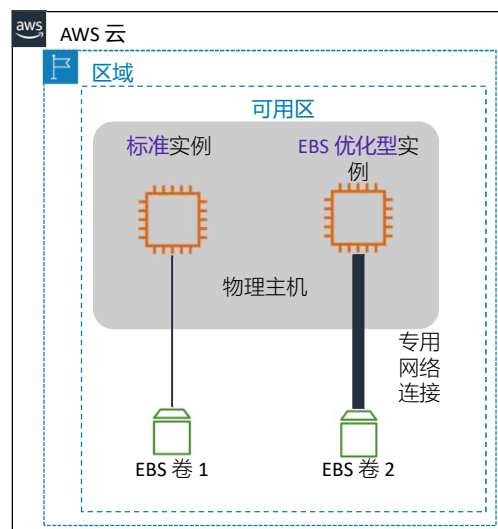 aws
AWS 云
区域
可用区
标准实例
EBS 优化型实
例
物理主机
专用
网络
连接
EBS 卷 1
EBS 卷 2